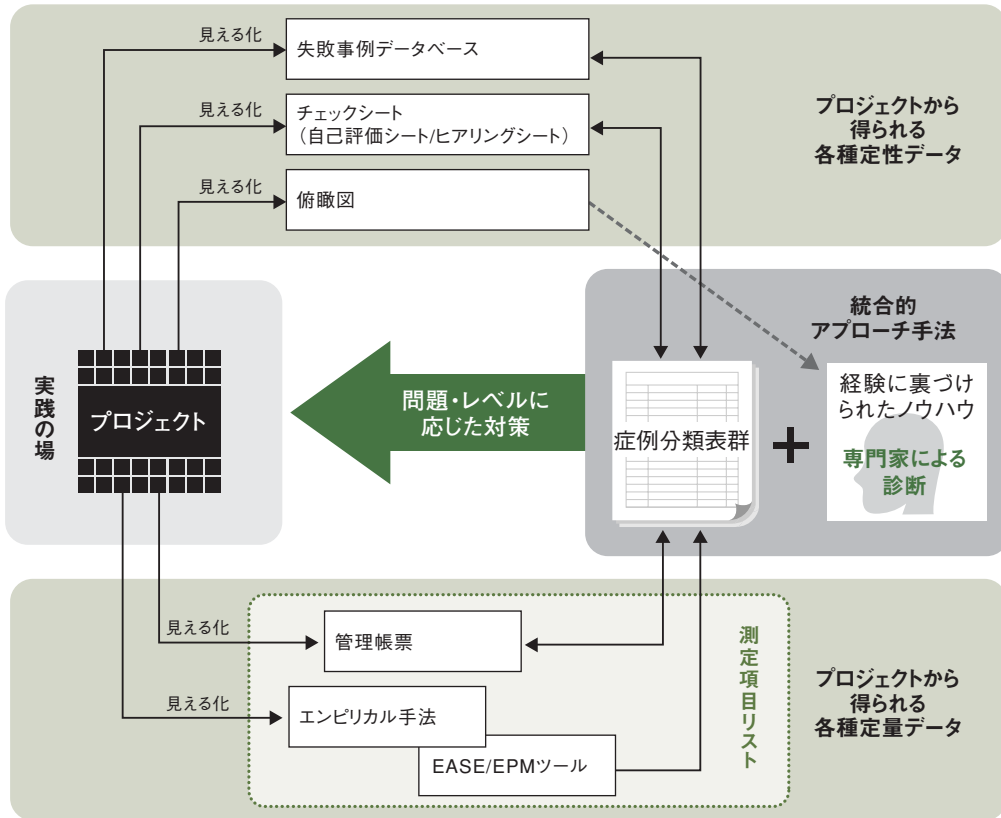 見える化
失敗事例データベース
見える化
チェックシート
(自己評価シート/ヒアリングシート)
見える化
俯瞰図
プロジェクトから
得られる
各種定性データ
実践の場
プロジェクト
問題・レベルに
応じた対策
統合的
アプローチ手法
症例分類表群
+
経験に裏づけ
られたノウハウ
専門家による
診断
見える化
管理帳票
見える化
エンピリカル手法
EASE/EPMツール
測定項目リスト
プロジェクトから
得られる
各種定量データ